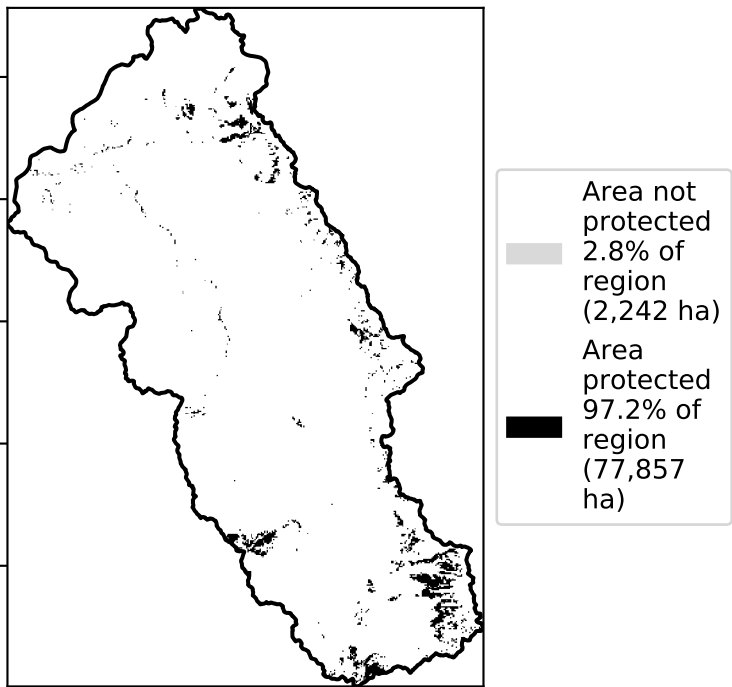 Area not
protected
2.8% of
region
(2,242 ha)
Area
protected
97.2% of
region
(77,857
ha)